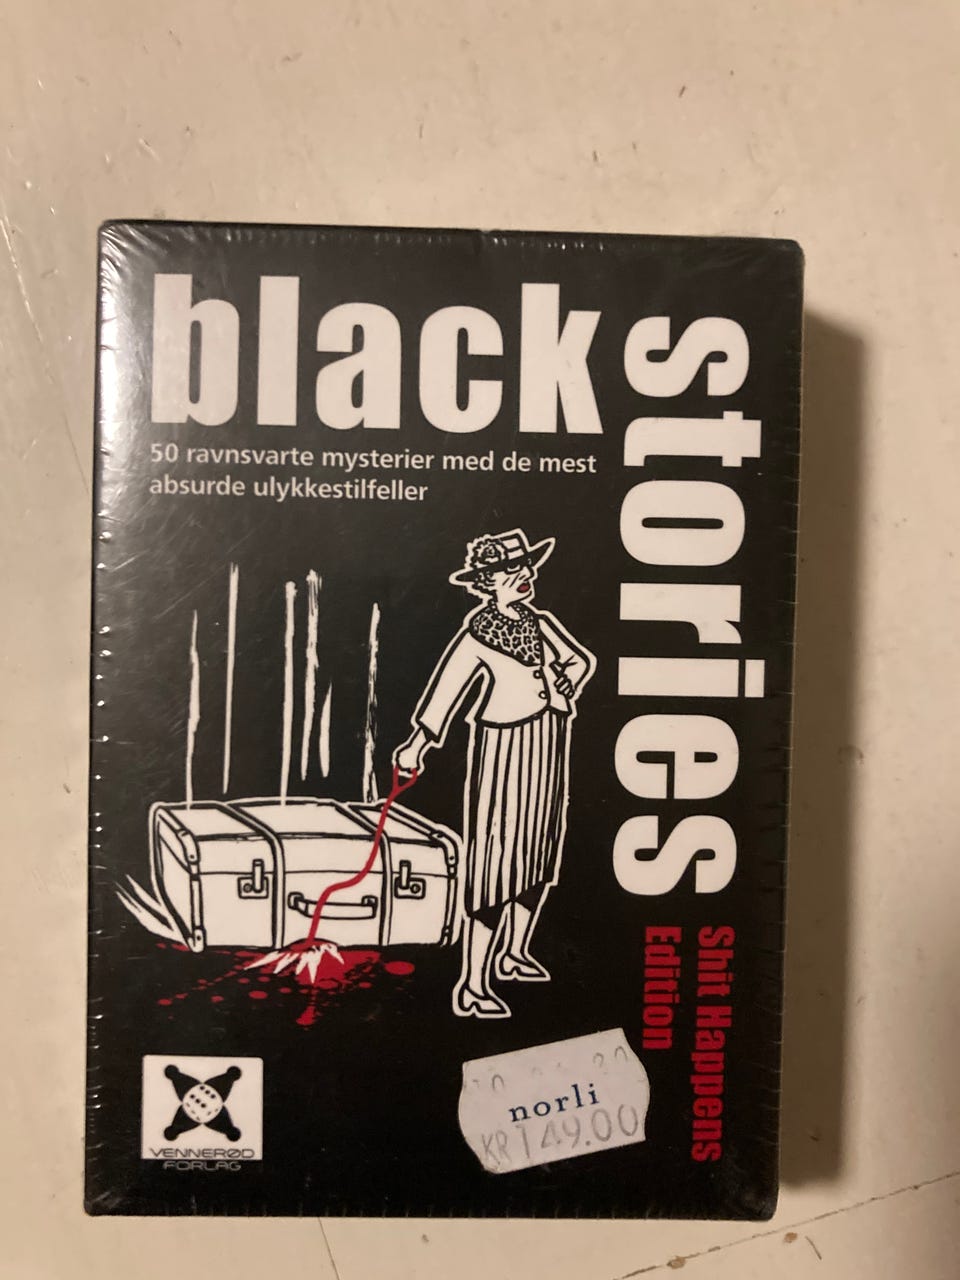 black
stories
50 ravnsvarte mysterier med de mest
absurde ulykkestilfeller
Shit Happens
Edition
VENNERØD
FORLAG
norli
KR 149.00